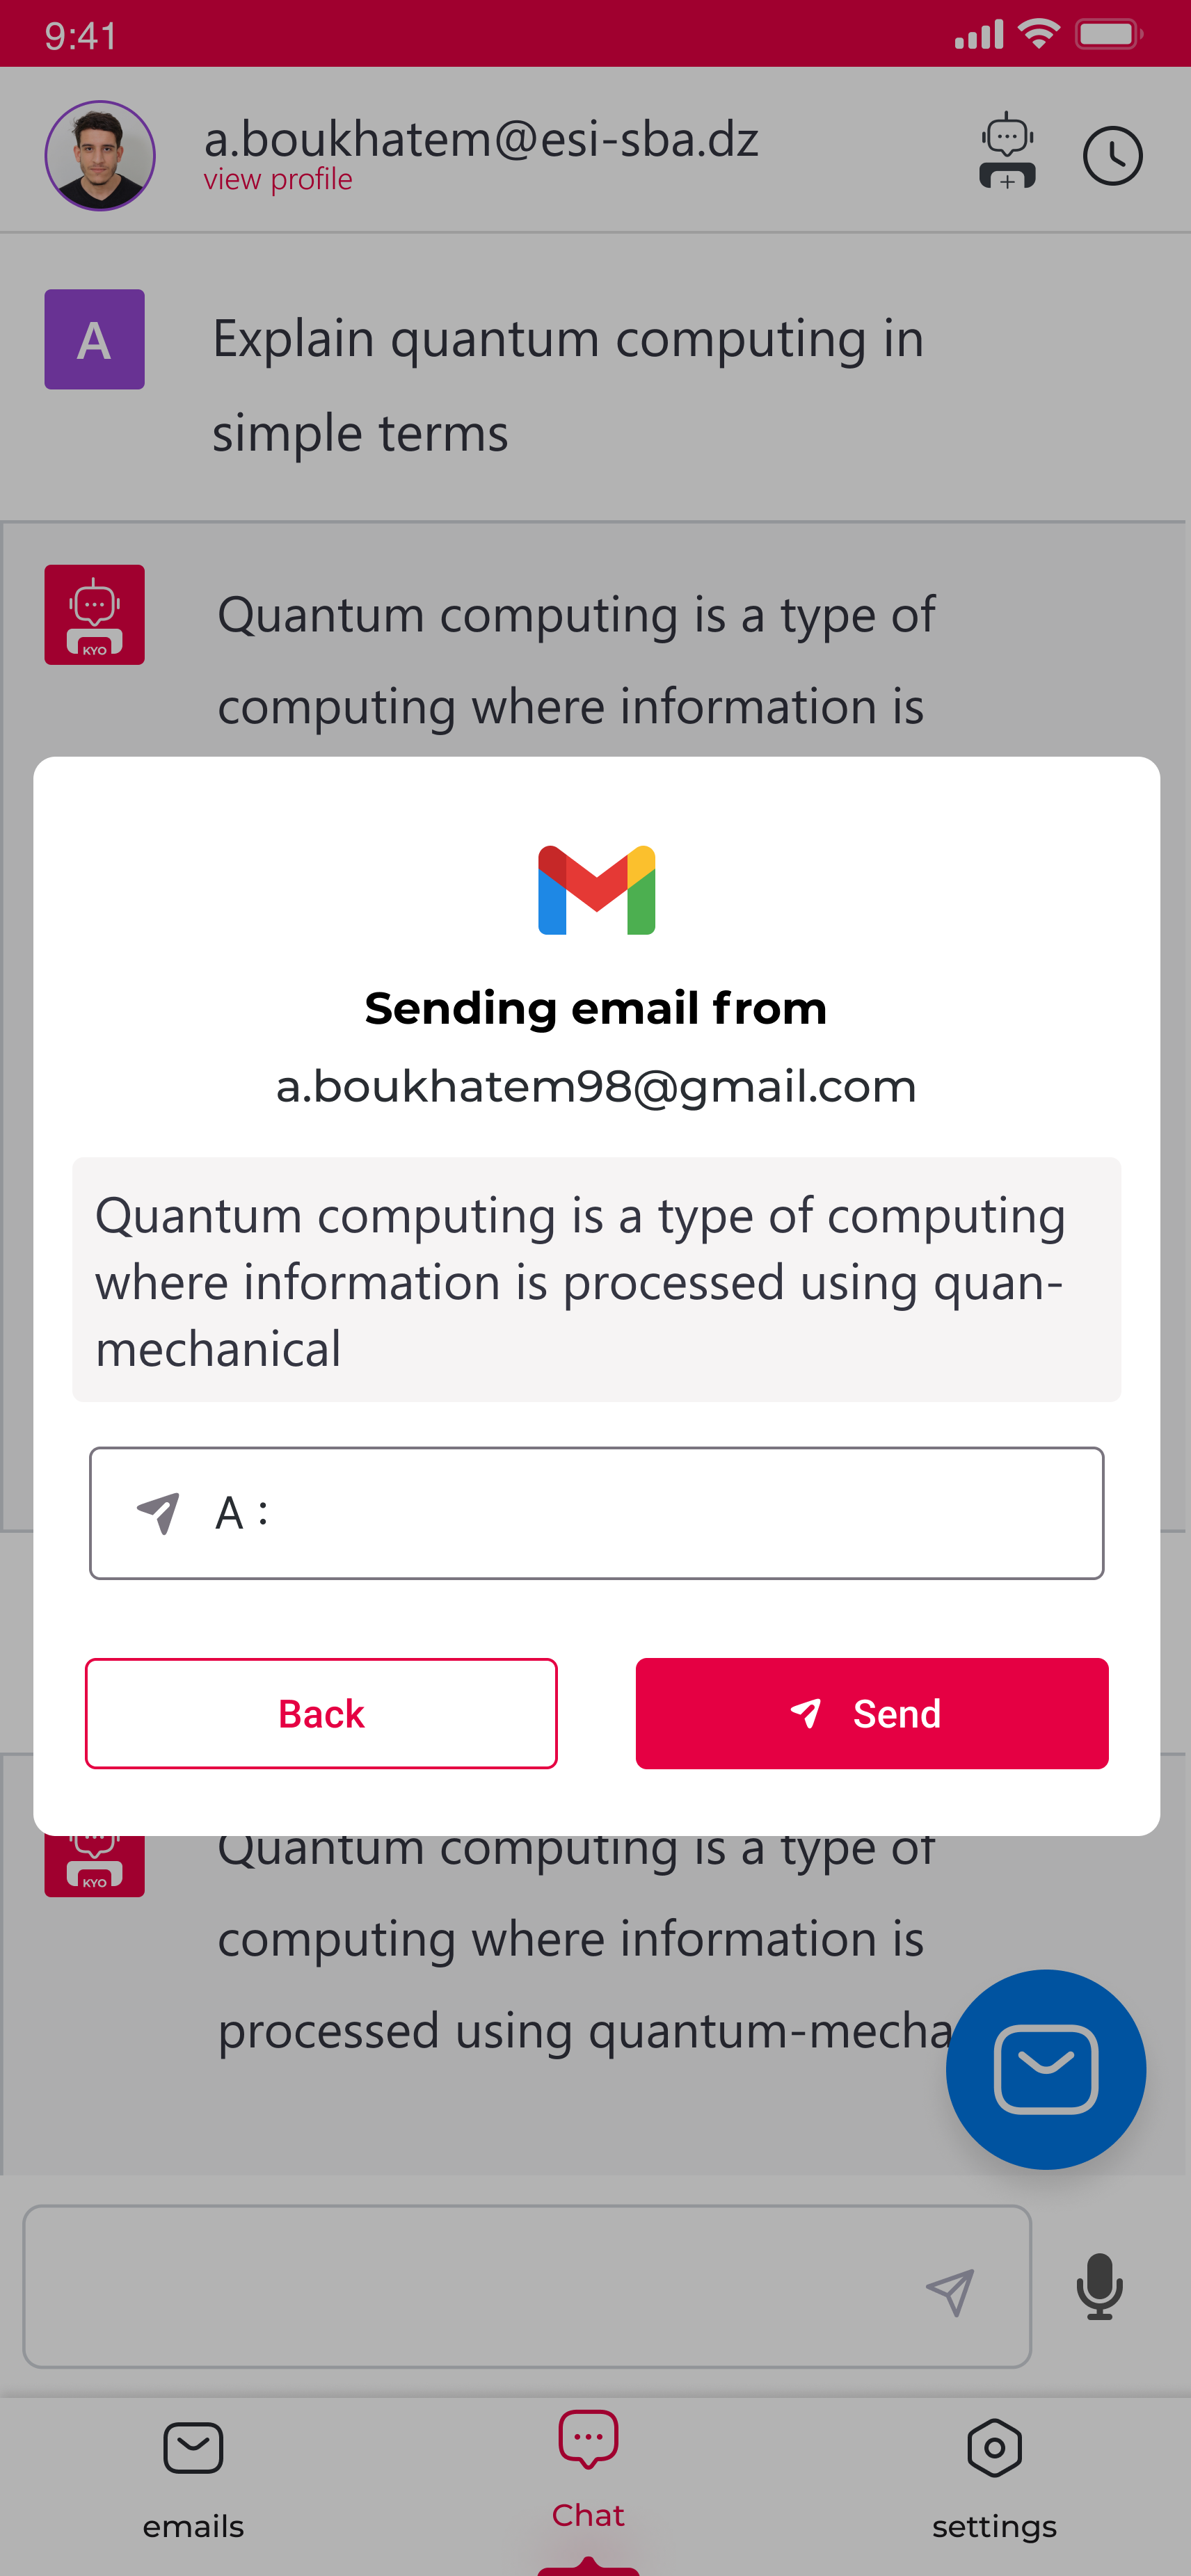 9:41
a.boukhatem@esi-sba.dz
view profile
A
Explain quantum computing in
simple terms
KYO
Quantum computing is a type of
computing where information is
Sending email from
a.boukhatem98@gmail.com
Quantum computing is a type of computing
where information is processed using quan-
mechanical
A :
Back
Send
KYO
Quantum computing is a type of
computing where information is
processed using quantum-mecha
emails
Chat
settings